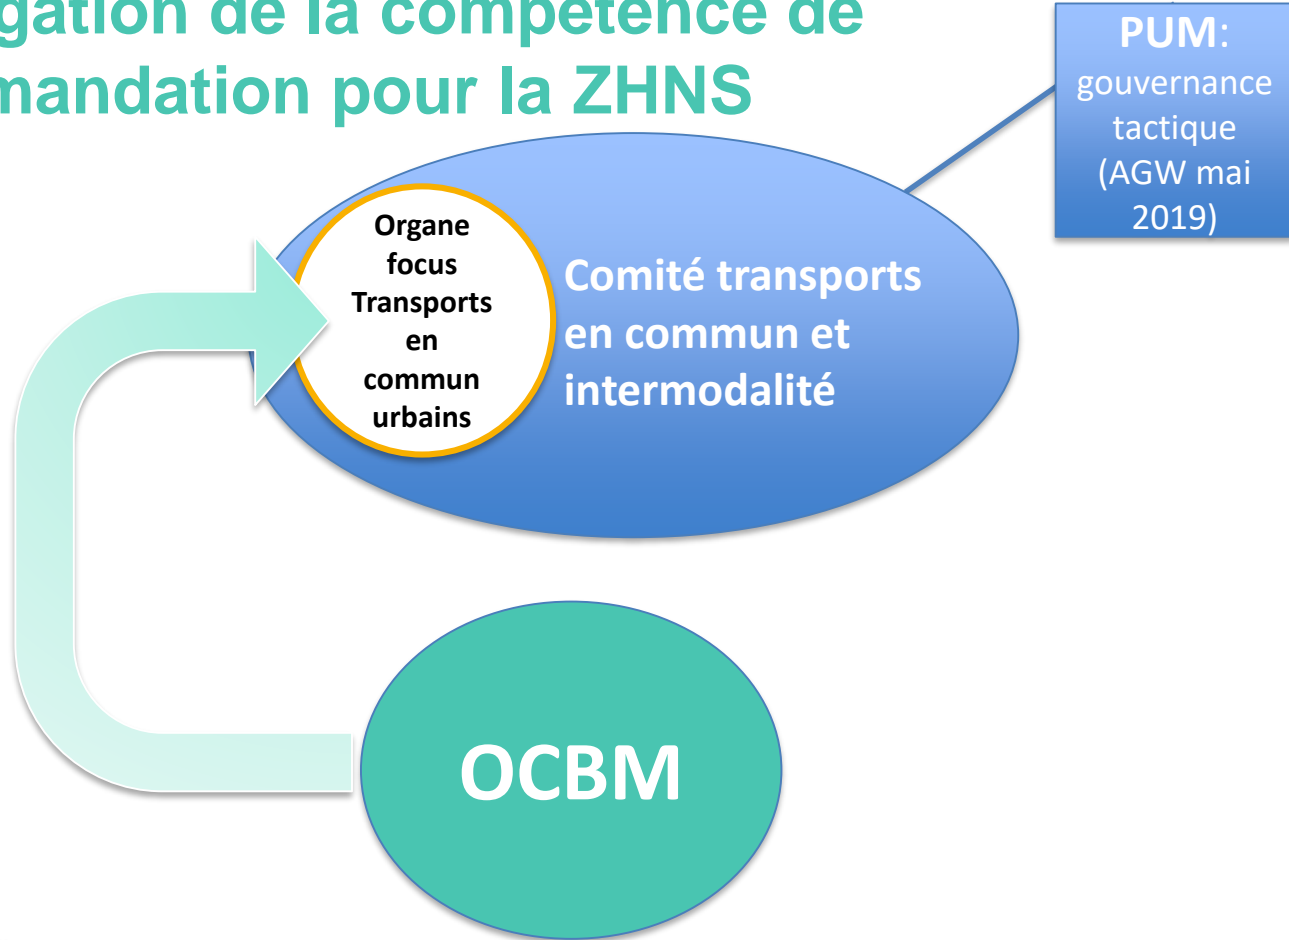 gation de la compétence de
mandation pour la ZHNS
PUM:
gouvernance
tactique
(AGW mai
2019)
Organe
focus
Transports
en
commun
urbains
Comité transports
en commun et
intermodalité
OCBM